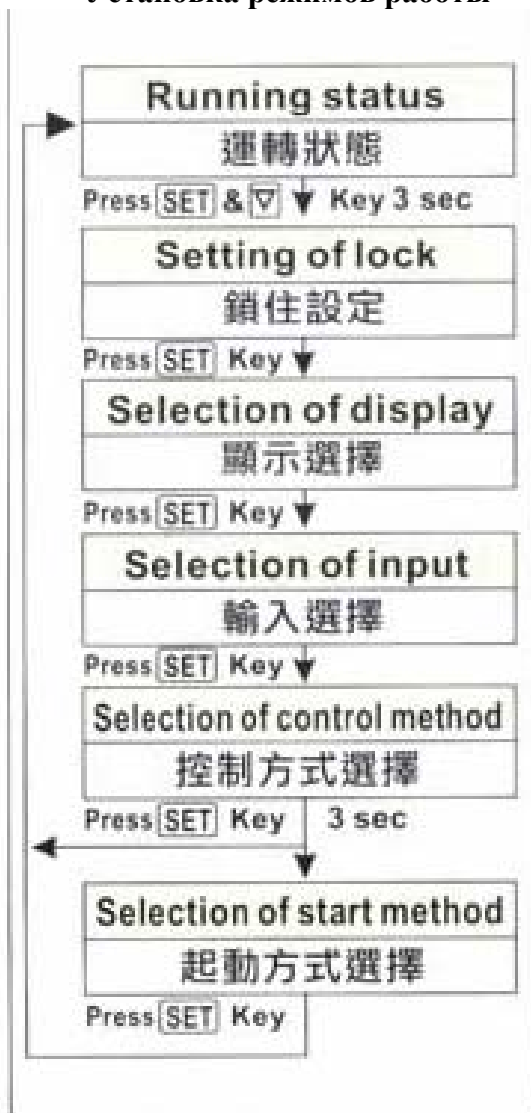 Установка режимов работы
Running status
運轉狀態
Press SET & ▽ ▼ Key 3 sec
Setting of lock
鎖住設定
Press SET Key ▼
Selection of display
顯示選擇
Press SET Key ▼
Selection of input
輸入選擇
Press SET Key ▼
Selection of control method
控制方式選擇
Press SET Key 3 sec
Selection of start method
起動方式選擇
Press SET Key